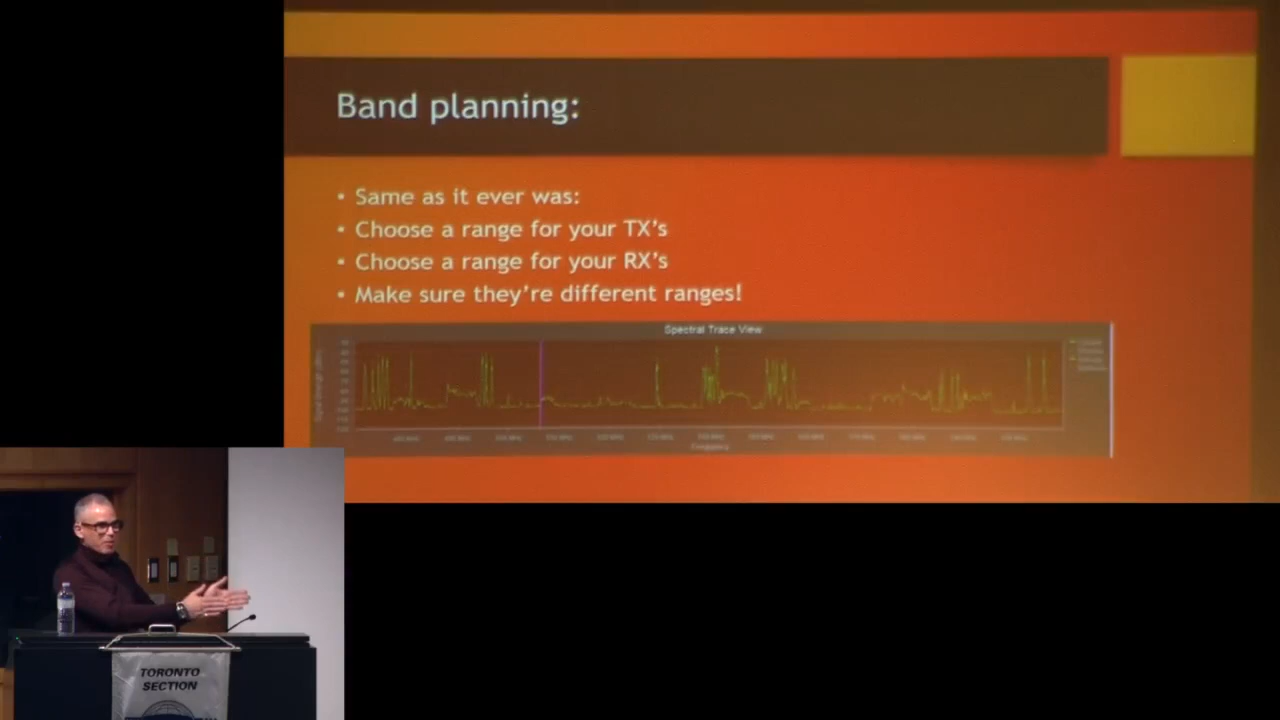 Band planning:
• Same as it ever was:
• Choose a range for your TX's
• Choose a range for your RX's
• Make sure they're different ranges!
Spectral Trace View
Frequency
TORONTO
SECTION